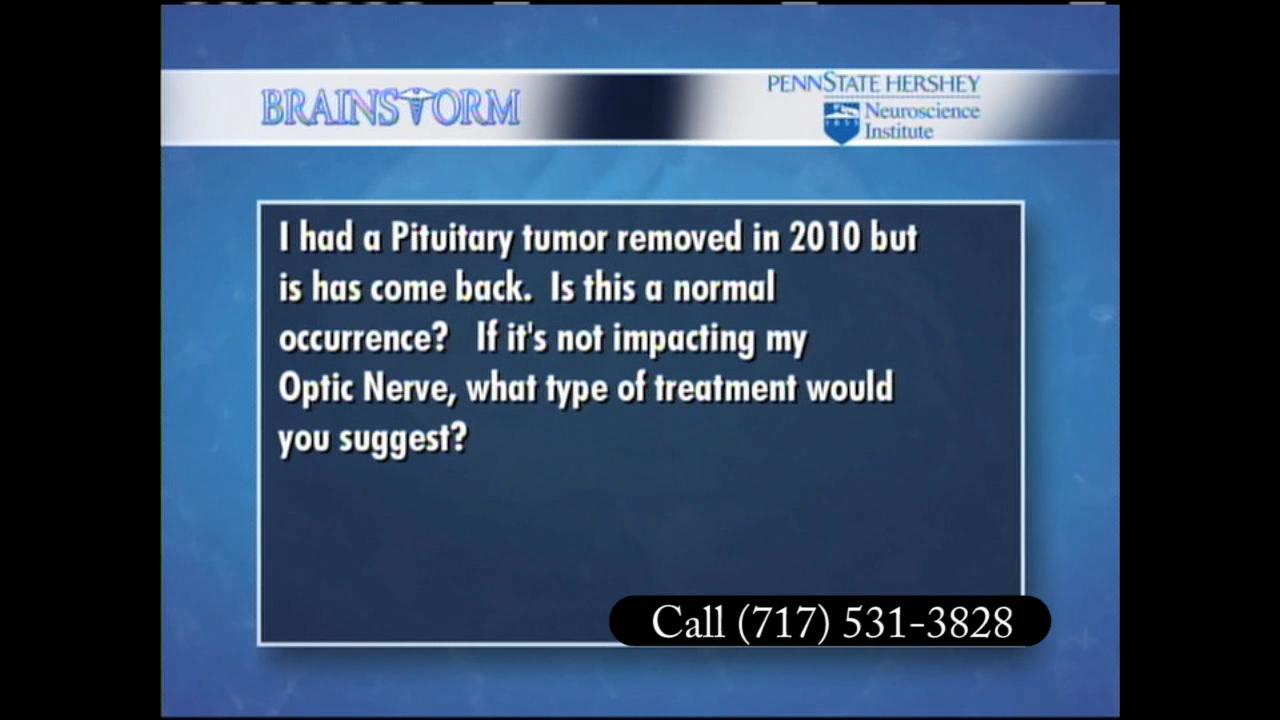 BRAINSTORM
PENNSTATE HERSHEY
Neuroscience
Institute
I had a Pituitary tumor removed in 2010 but
is has come back. Is this a normal
occurrence? If it's not impacting my
Optic Nerve, what type of treatment would
you suggest?
Call (717) 531-3828